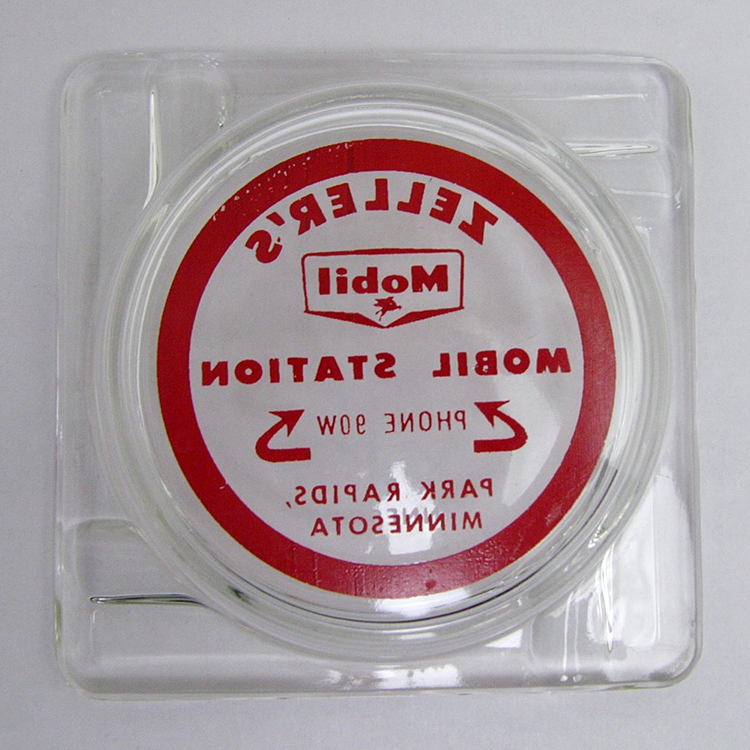 ZELLER'S
Mobil
MOBIL STATION
PHONE 90W
PARK RAPIDS,
MINNESOTA